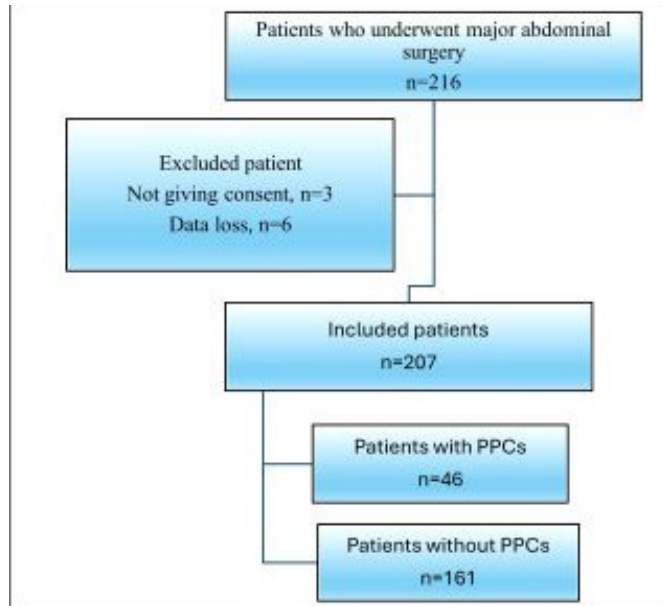 Patients who underwent major abdominal
surgery
n=216
Excluded patient
Not giving consent, n=3
Data loss, n=6
Included patients
n=207
Patients with PPCs
n=46
Patients without PPCs
n=161